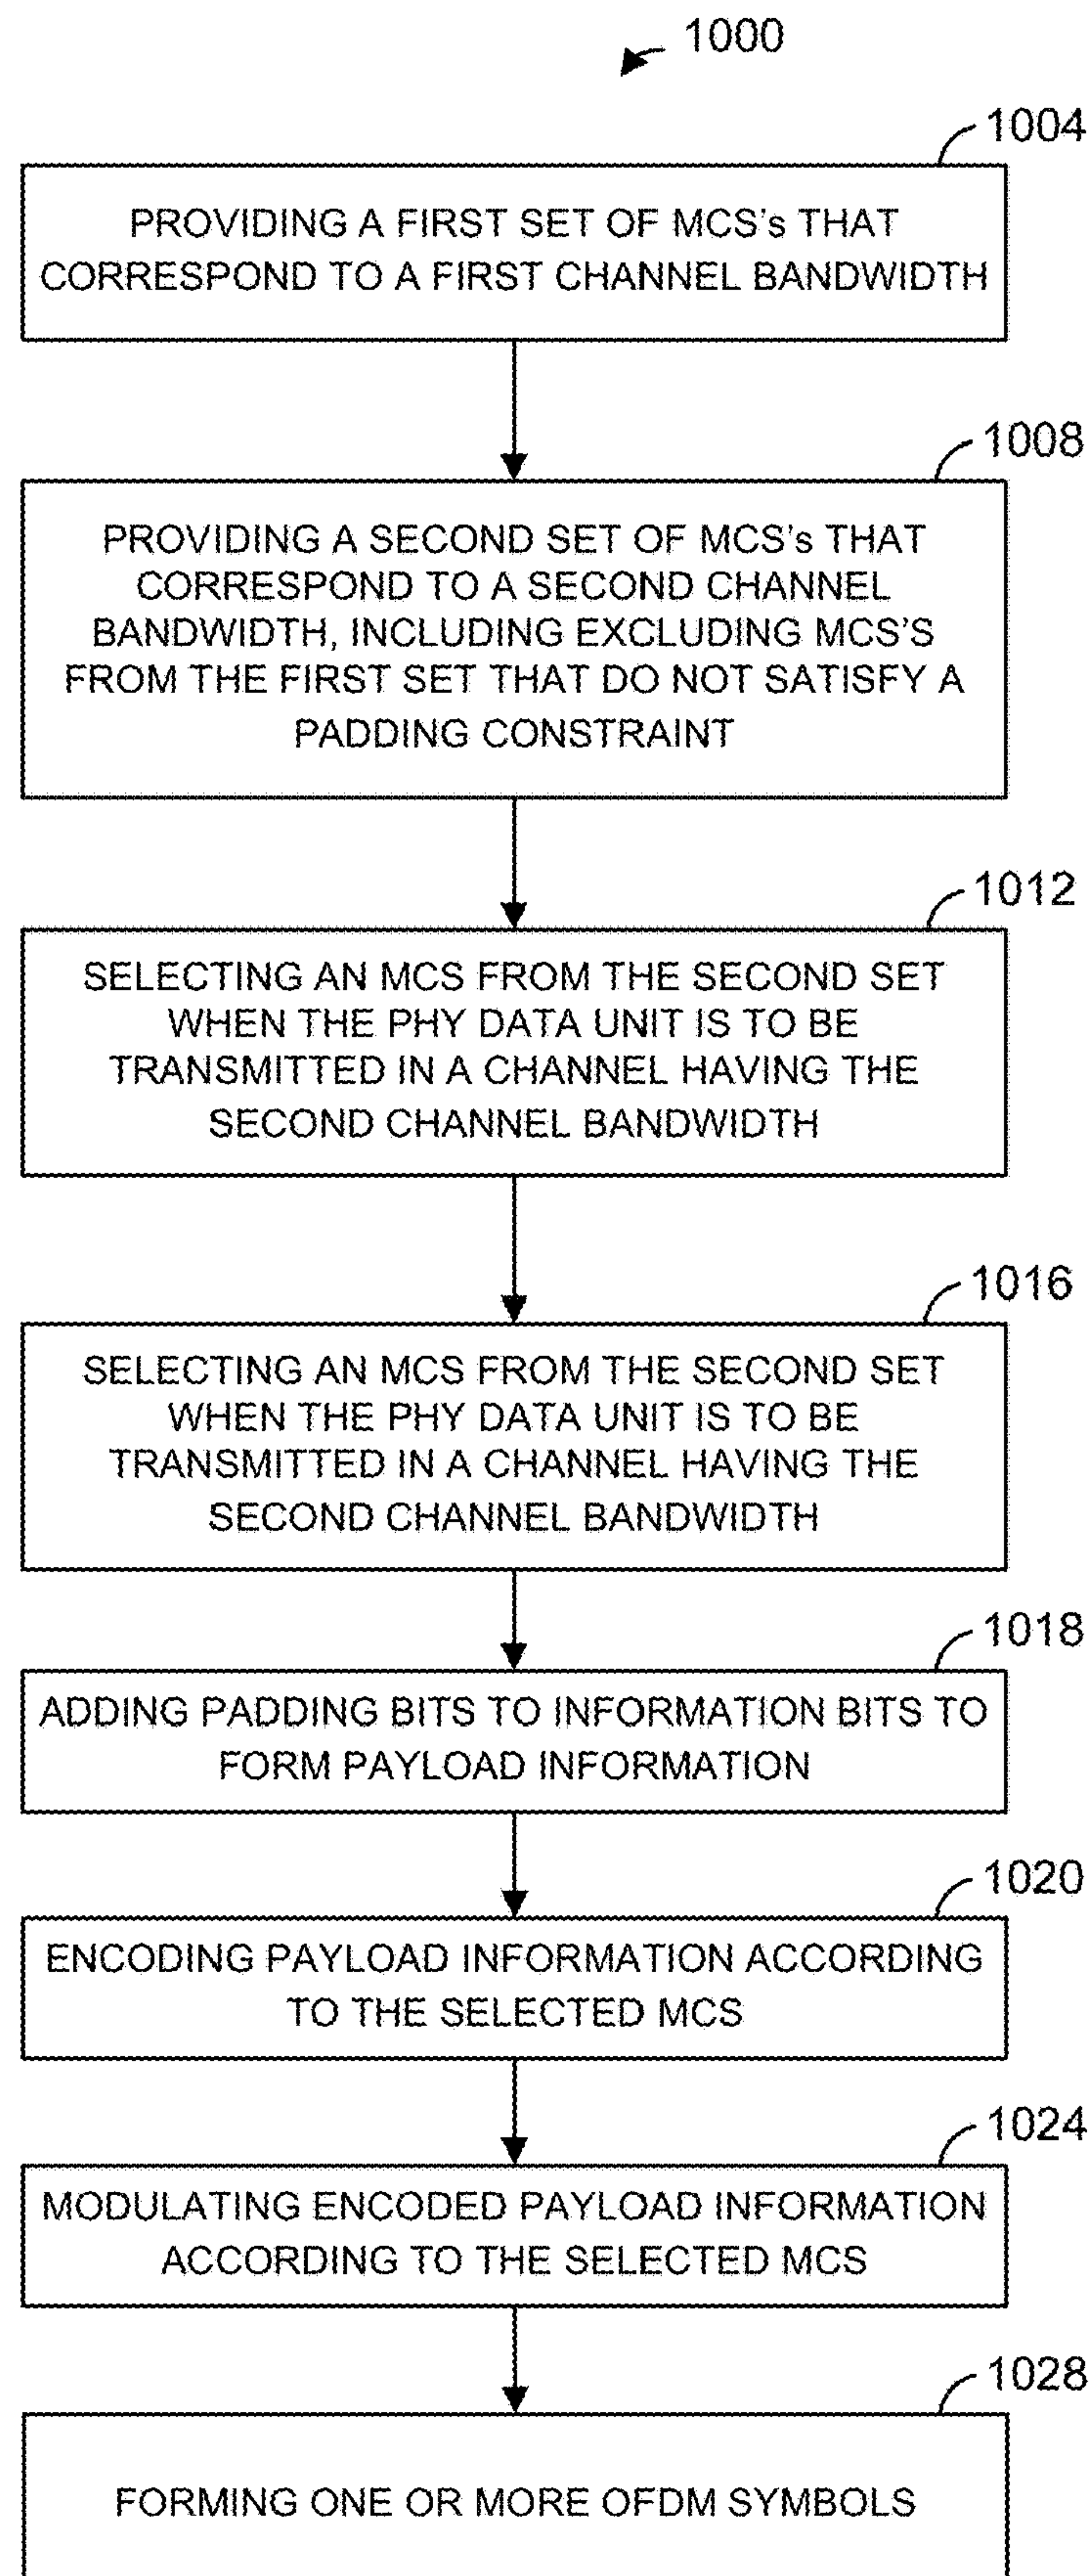 1000
1004
PROVIDING A FIRST SET OF MCS's THAT
CORRESPOND TO A FIRST CHANNEL BANDWIDTH
1008
PROVIDING A SECOND SET OF MCS's THAT
CORRESPOND TO A SECOND CHANNEL
BANDWIDTH, INCLUDING EXCLUDING MCS'S
FROM THE FIRST SET THAT DO NOT SATISFY A
PADDING CONSTRAINT
1012
SELECTING AN MCS FROM THE SECOND SET
WHEN THE PHY DATA UNIT IS TO BE
TRANSMITTED IN A CHANNEL HAVING THE
SECOND CHANNEL BANDWIDTH
1016
SELECTING AN MCS FROM THE SECOND SET
WHEN THE PHY DATA UNIT IS TO BE
TRANSMITTED IN A CHANNEL HAVING THE
SECOND CHANNEL BANDWIDTH
1018
ADDING PADDING BITS TO INFORMATION BITS TO
FORM PAYLOAD INFORMATION
1020
ENCODING PAYLOAD INFORMATION ACCORDING
TO THE SELECTED MCS
1024
MODULATING ENCODED PAYLOAD INFORMATION
ACCORDING TO THE SELECTED MCS
1028
FORMING ONE OR MORE OFDM SYMBOLS